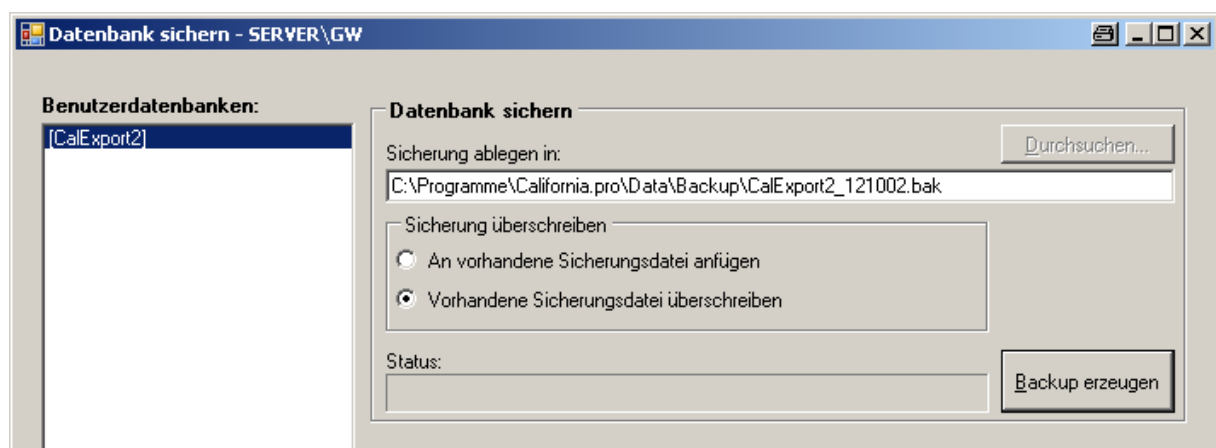 Datenbank sichern - SERVER\GW
Benutzerdatenbanken:
[CalExport2]
Datenbank sichern
Sicherung ablegen in:
Durchsuchen...
C:\Programme\California.pro\Data\Backup\CalExport2_121002.bak
Sicherung überschreiben
An vorhandene Sicherungsdatei anfügen
Vorhandene Sicherungsdatei überschreiben
Status:
Backup erzeugen